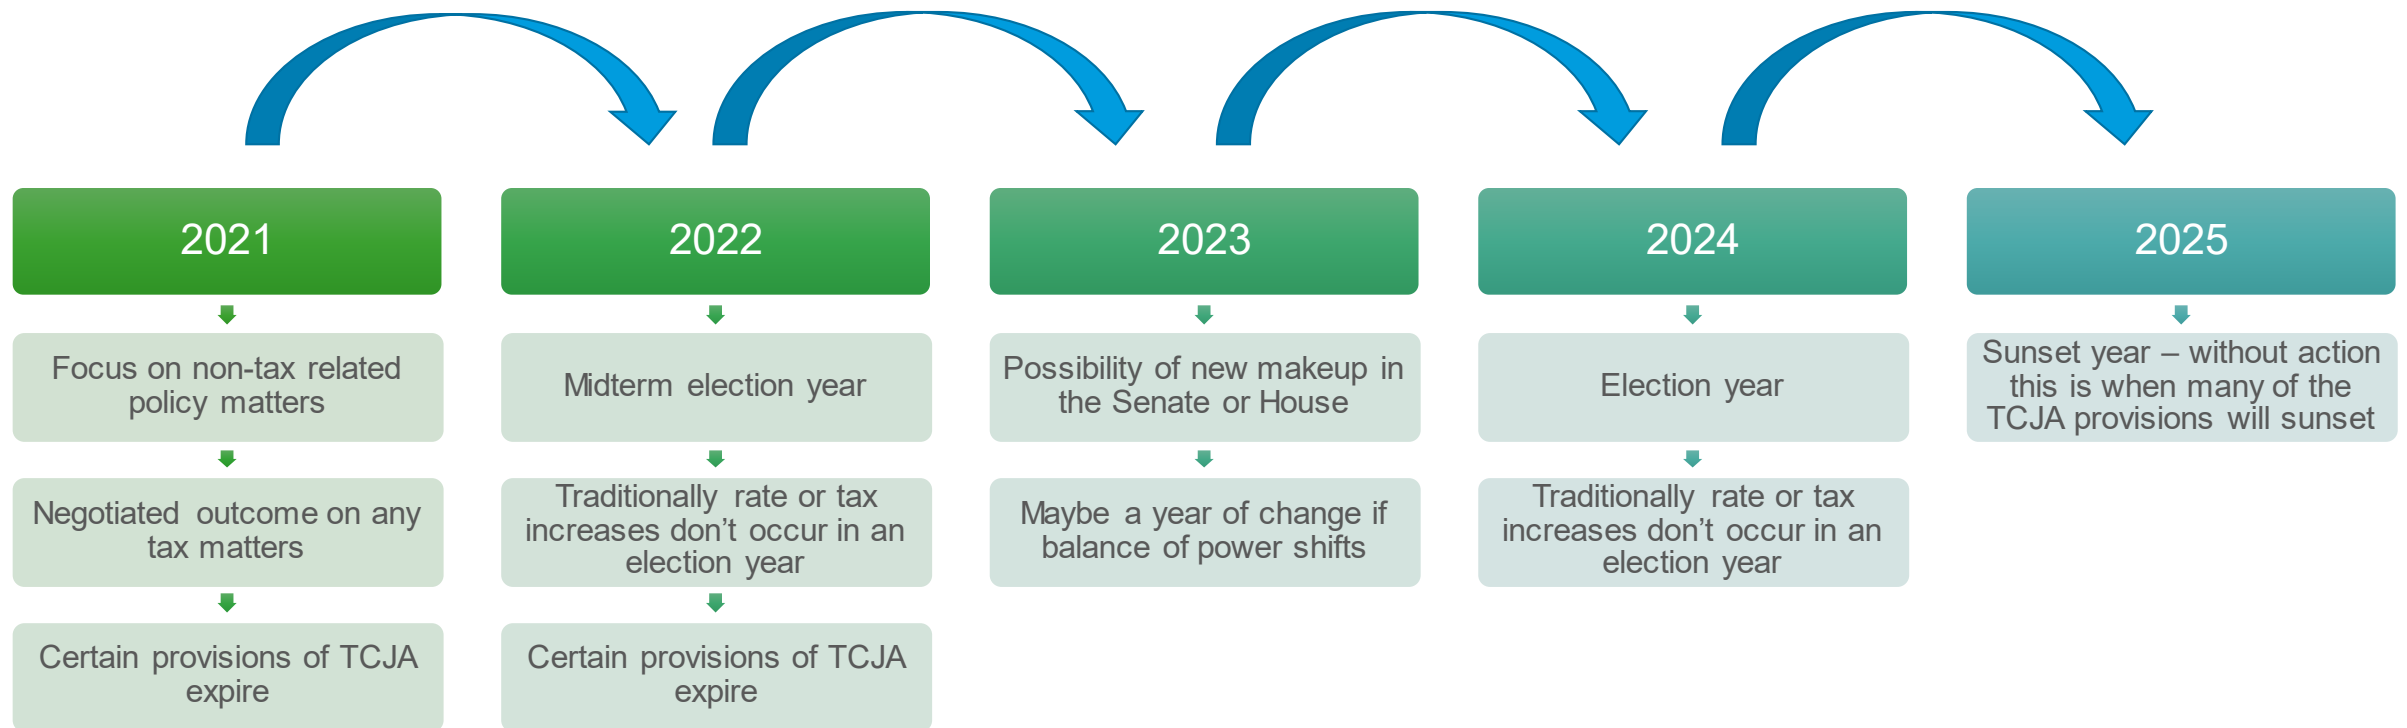 2021
Focus on non-tax related
policy matters
Negotiated outcome on any
tax matters
Certain provisions of TCJA
expire
2022
Midterm election year
Traditionally rate or tax
increases don’t occur in an
election year
Certain provisions of TCJA
expire
2023
Possibility of new makeup in
the Senate or House
Maybe a year of change if
balance of power shifts
2024
Election year
Traditionally rate or tax
increases don’t occur in an
election year
2025
Sunset year – without action
this is when many of the
TCJA provisions will sunset